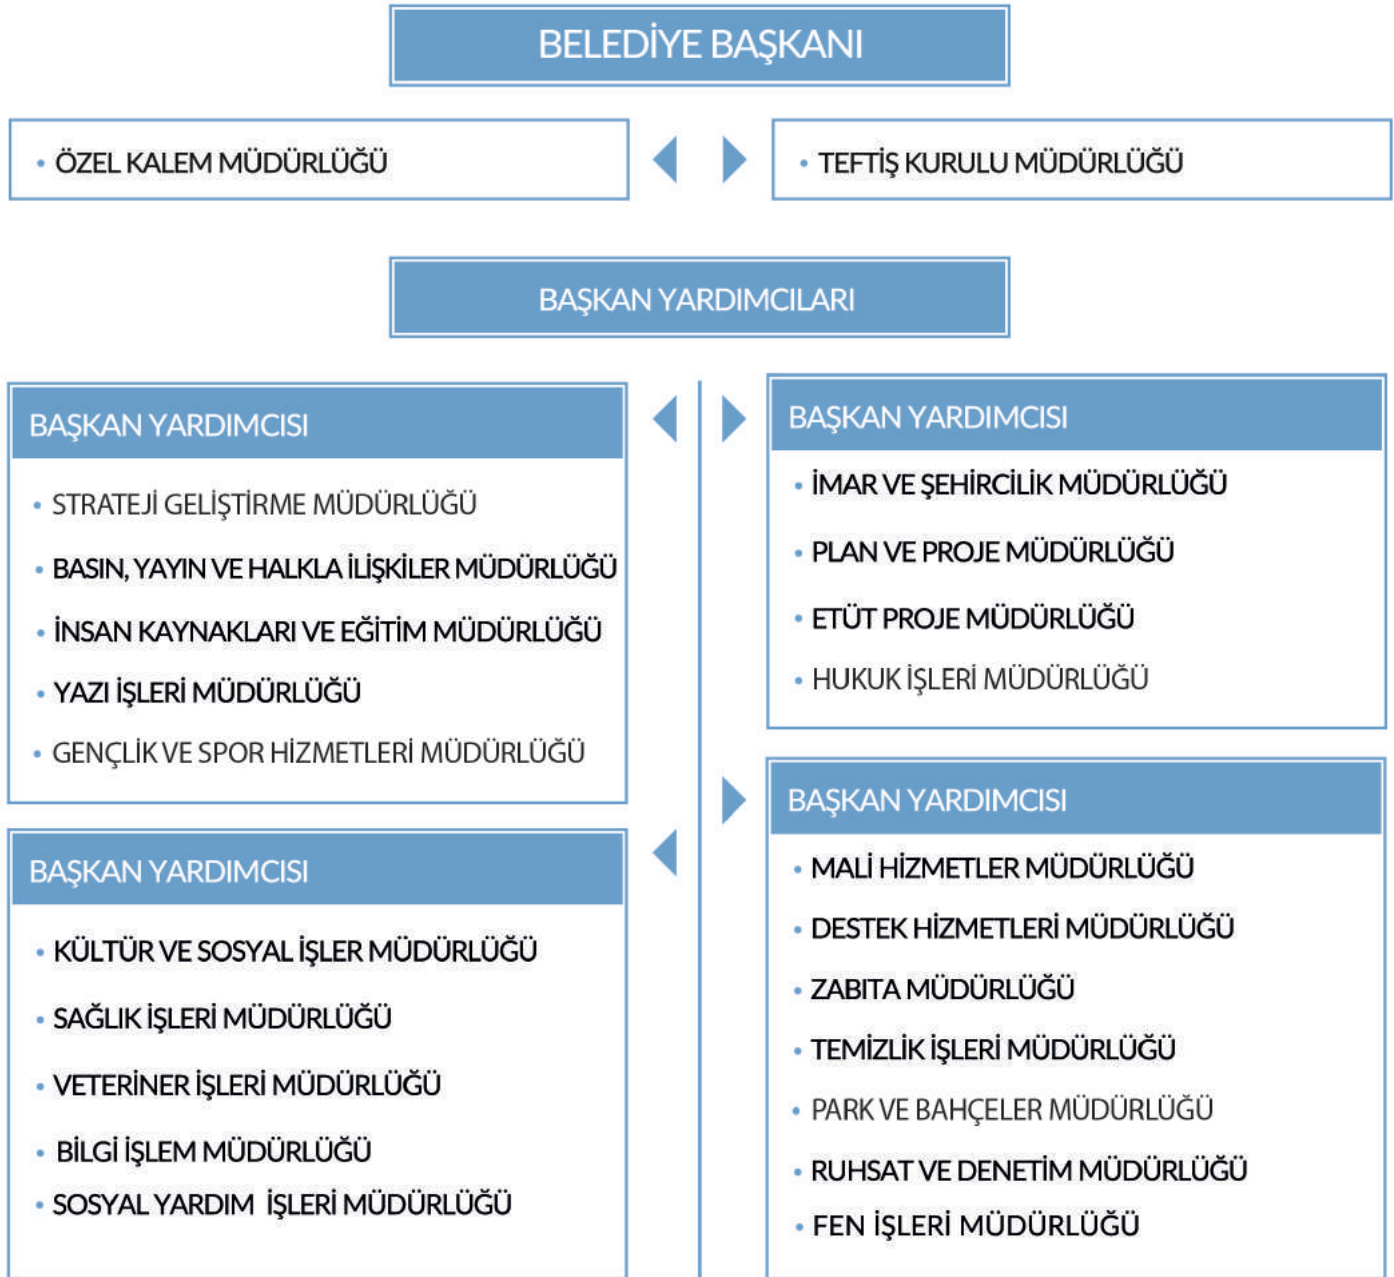 BELEDİYE BAŞKANI
• ÖZEL KALEM MÜDÜRLÜĞÜ
• TEFTİŞ KURULU MÜDÜRLÜĞÜ
BAŞKAN YARDIMCILARI
BAŞKAN YARDIMCISI
• STRATEJİ GELİŞTİRME MÜDÜRLÜĞÜ
• BASIN, YAYIN VE HALKLA İLİŞKİLER MÜDÜRLÜĞÜ
• İNSAN KAYNAKLARI VE EĞİTİM MÜDÜRLÜĞÜ
• YAZI İŞLERİ MÜDÜRLÜĞÜ
• GENÇLİK VE SPOR HİZMETLERİ MÜDÜRLÜĞÜ
BAŞKAN YARDIMCISI
• İMAR VE ŞEHİRCİLİK MÜDÜRLÜĞÜ
• PLAN VE PROJE MÜDÜRLÜĞÜ
• ETÜT PROJE MÜDÜRLÜĞÜ
• HUKUK İŞLERİ MÜDÜRLÜĞÜ
BAŞKAN YARDIMCISI
• KÜLTÜR VE SOSYAL İŞLER MÜDÜRLÜĞÜ
• SAĞLIK İŞLERİ MÜDÜRLÜĞÜ
• VETERİNER İŞLERİ MÜDÜRLÜĞÜ
• BİLGİ İŞLEM MÜDÜRLÜĞÜ
• SOSYAL YARDIM İŞLERİ MÜDÜRLÜĞÜ
BAŞKAN YARDIMCISI
• MALİ HİZMETLER MÜDÜRLÜĞÜ
• DESTEK HİZMETLERİ MÜDÜRLÜĞÜ
• ZABITA MÜDÜRLÜĞÜ
• TEMİZLİK İŞLERİ MÜDÜRLÜĞÜ
• PARK VE BAHÇELER MÜDÜRLÜĞÜ
• RUHSAT VE DENETİM MÜDÜRLÜĞÜ
• FEN İŞLERİ MÜDÜRLÜĞÜ